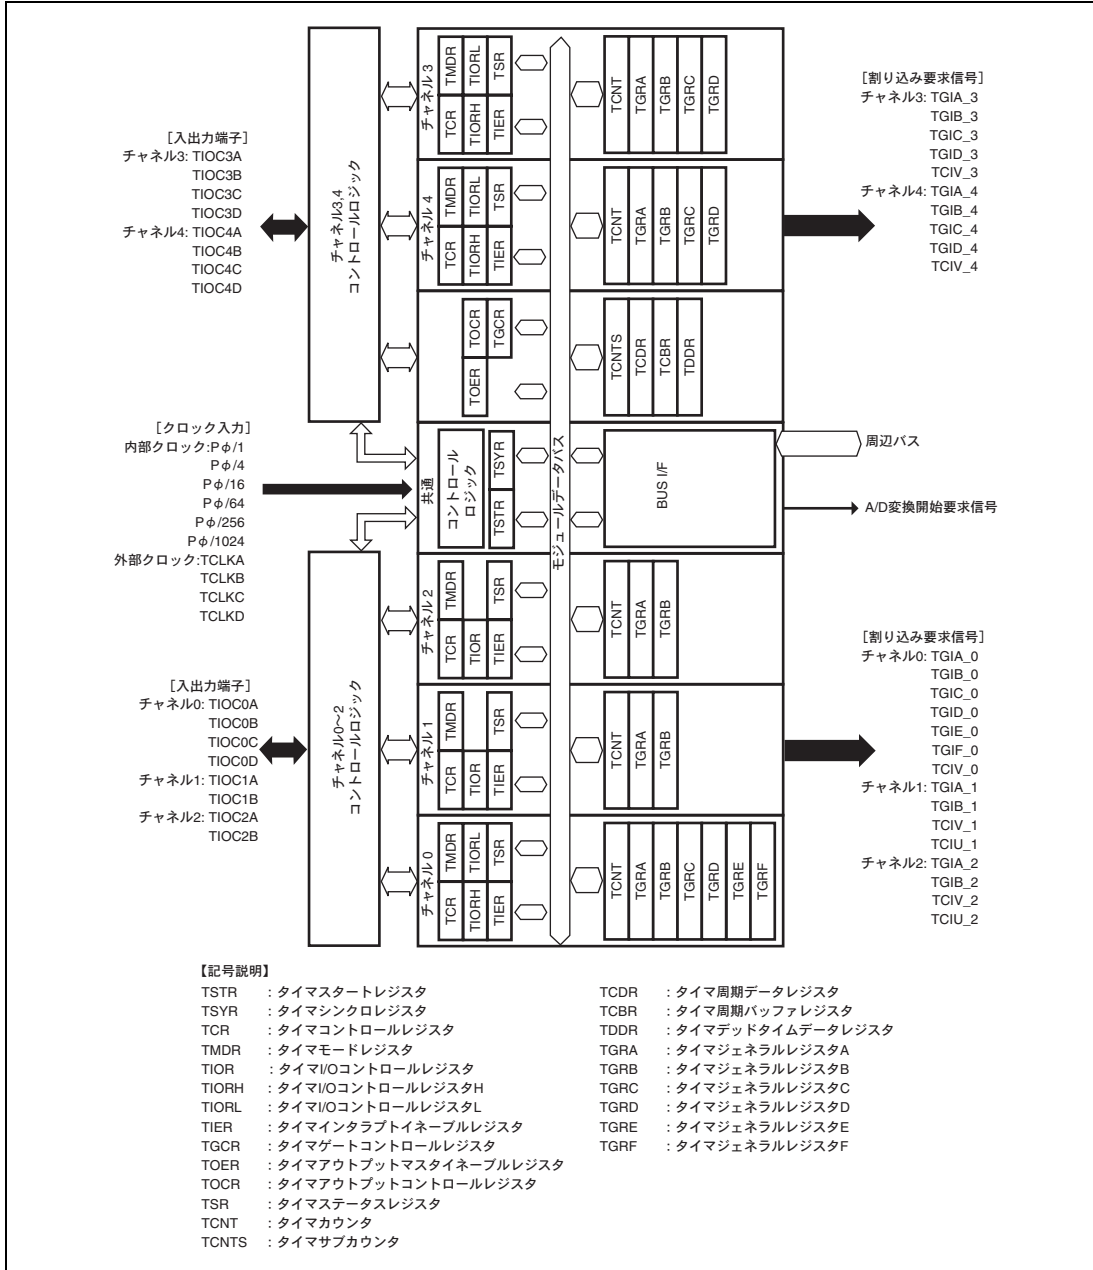 [入出力端子]
チャネル3: TIOC3A
TIOC3B
TIOC3C
TIOC3D
チャネル4: TIOC4A
TIOC4B
TIOC4C
TIOC4D
[クロック入力]
内部クロック:Pφ/1
Pφ/4
Pφ/16
Pφ/64
Pφ/256
Pφ/1024
外部クロック:TCLKA
TCLKB
TCLKC
TCLKD
[入出力端子]
チャネル0: TIOC0A
TIOC0B
TIOC0C
TIOC0D
チャネル1: TIOC1A
TIOC1B
チャネル2: TIOC2A
TIOC2B
チャネル3,4
コントロールロジック
チャネル0~2
コントロールロジック
チャネル 3
TMDR
TIORL
TSR
TCR
TIORH
TIER
TCNT
TGRA
TGRB
TGRC
TGRD
チャネル 4
TMDR
TIORL
TSR
TCR
TIORH
TIER
TCNT
TGRA
TGRB
TGRC
TGRD
TOCR
TGCR
TOER
TCNTS
TCDR
TCBR
TDDR
共通
コントロール
ロジック
TSYR
TSTR
モジュールデータバス
BUS I/F
チャネル 2
TMDR
TSR
TCR
TIOR
TIER
TCNT
TGRA
TGRB
チャネル 1
TMDR
TSR
TCR
TIOR
TIER
TCNT
TGRA
TGRB
チャネル 0
TMDR
TIORL
TSR
TCR
TIORH
TIER
TCNT
TGRA
TGRB
TGRC
TGRD
TGRE
TGRF
[割り込み要求信号]
チャネル3: TGIA_3
TGIB_3
TGIC_3
TGID_3
TCIV_3
チャネル4: TGIA_4
TGIB_4
TGIC_4
TGID_4
TCIV_4
周辺バス
A/D変換開始要求信号
[割り込み要求信号]
チャネル0: TGIA_0
TGIB_0
TGIC_0
TGID_0
TGIE_0
TGIF_0
TCIV_0
チャネル1: TGIA_1
TGIB_1
TCIV_1
TCIU_1
チャネル2: TGIA_2
TGIB_2
TCIV_2
TCIU_2
【記号説明】
TSTR :タイマスタートレジスタ
TSYR :タイマシンクロレジスタ
TCR :タイマコントロールレジスタ
TMDR :タイマモードレジスタ
TIOR :タイマI/Oコントロールレジスタ
TIORH :タイマI/OコントロールレジスタH
TIORL :タイマI/OコントロールレジスタL
TIER :タイマインタラプトイネーブルレジスタ
TGCR :タイマゲートコントロールレジスタ
TOER :タイマアウトプットマスタイネーブルレジスタ
TOCR :タイマアウトプットコントロールレジスタ
TSR :タイマステータスレジスタ
TCNT :タイマカウンタ
TCNTS :タイマサブカウンタ
TCDR :タイマ周期データレジスタ
TCBR :タイマ周期バッファレジスタ
TDDR :タイマデッドタイムデータレジスタ
TGRA :タイマジェネラルレジスタA
TGRB :タイマジェネラルレジスタB
TGRC :タイマジェネラルレジスタC
TGRD :タイマジェネラルレジスタD
TGRE :タイマジェネラルレジスタE
TGRF :タイマジェネラルレジスタF